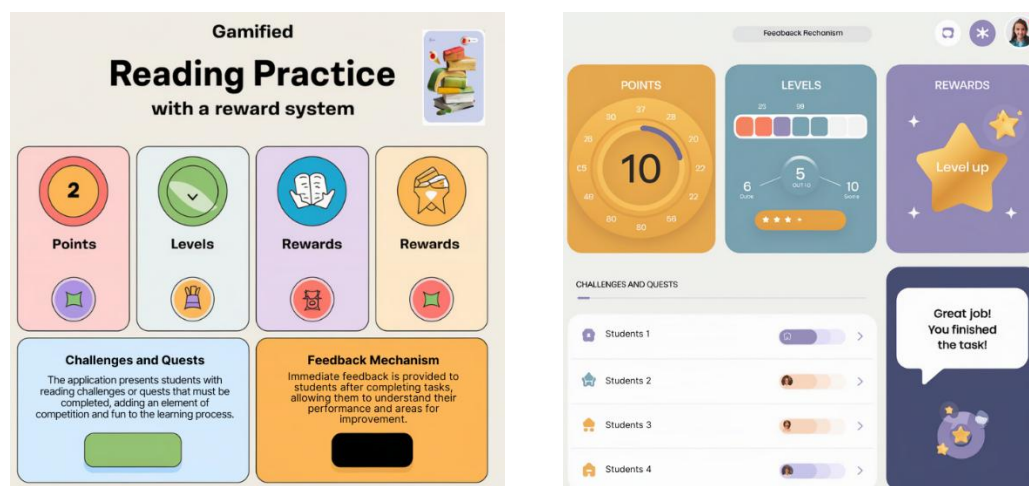 Gamified
Reading Practice
with a reward system
2
Points
Levels
Rewards
Rewards
Challenges and Quests
The application presents students with
reading challenges or quests that must be
completed, adding an element of
competition and fun to the learning process.
Feedback Mechanism
Immediate feedback is provided to
students after completing tasks,
allowing them to understand their
performance and areas for
improvement.
POINTS
10
LEVELS
6
5
10
REWARDS
Level up
CHALLENGES AND QUESTS
Students 1
Students 2
Students 3
Students 4
Great job!
You finished
the task!